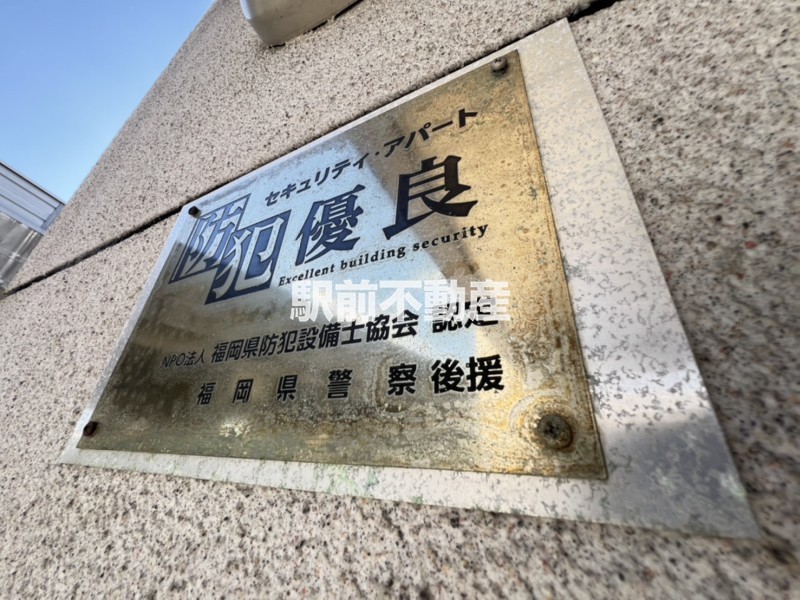 セキュリティ・アパート
防犯優良
Excellent building security
駅前不動産
NPO法人 福岡県防犯設備士協会 認定
福岡県警察 後援